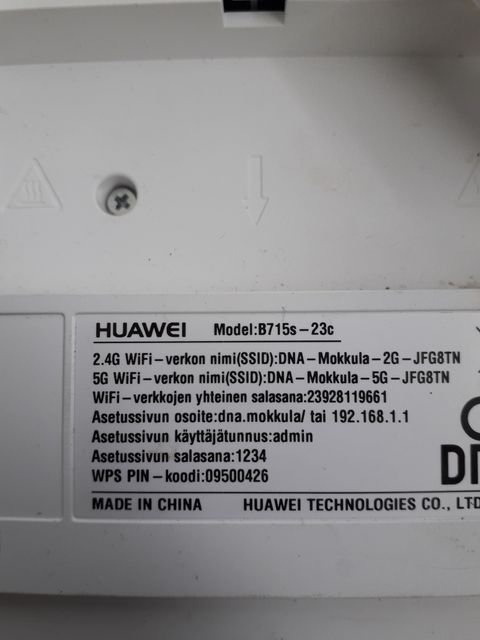 HUAWEI Model:B715s-23c
2.4G WiFi-verkon nimi(SSID):DNA-Mokkula-2G-JFG8TN
5G WiFi-verkon nimi(SSID):DNA-Mokkula-5G-JFG8TN
WiFi-verkkojen yhteinen salasana:23928119661
Asetussivun osoite:dna.mokkula/ tai 192.168.1.1
Asetussivun käyttäjätunnus:admin
Asetussivun salasana:1234
WPS PIN-koodi:09500426
MADE IN CHINA HUAWEI TECHNOLOGIES CO., LTD